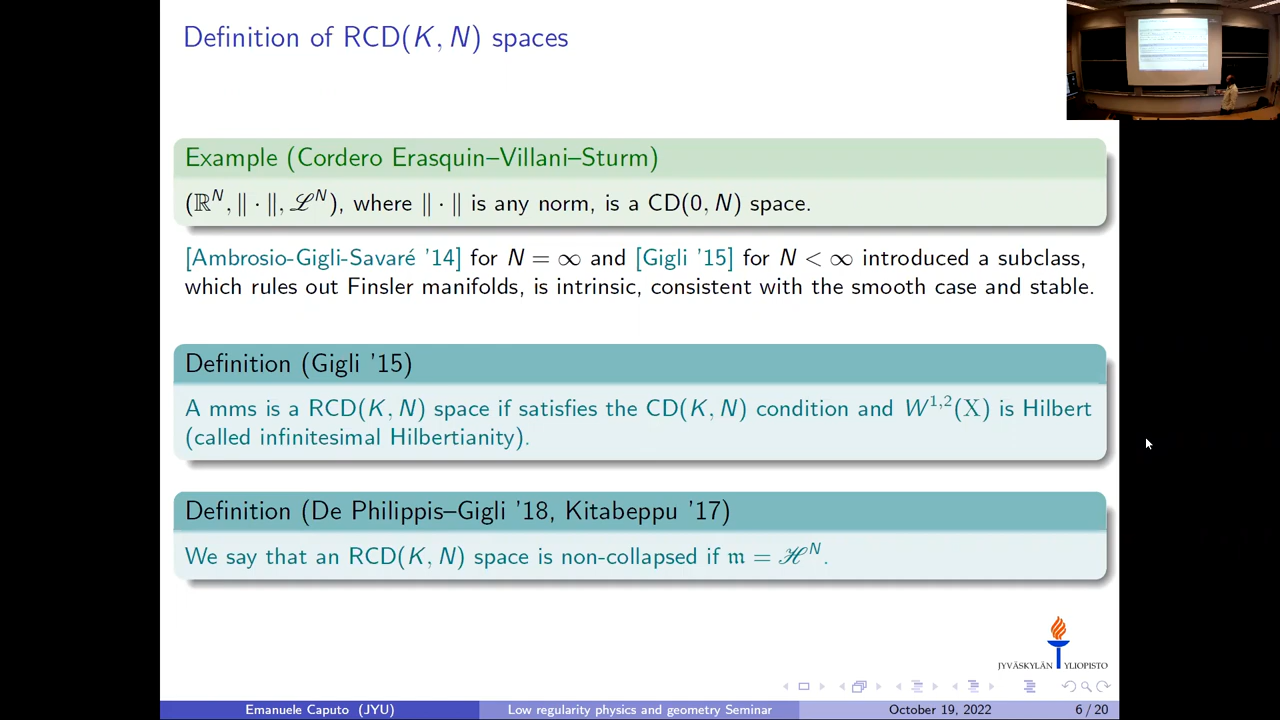 Definition of RCD(K, N) spaces
Example (Cordero Erasquin–Villani–Sturm)
(ℝᴺ, ‖ · ‖, ℒᴺ), where ‖ · ‖ is any norm, is a CD(0, N) space.
[Ambrosio-Gigli-Savaré '14] for N = ∞ and [Gigli '15] for N < ∞ introduced a subclass,
which rules out Finsler manifolds, is intrinsic, consistent with the smooth case and stable.
Definition (Gigli '15)
A mms is a RCD(K, N) space if satisfies the CD(K, N) condition and W¹,²(X) is Hilbert
(called infinitesimal Hilbertianity).
Definition (De Philippis–Gigli '18, Kitabeppu '17)
We say that an RCD(K, N) space is non-collapsed if 𝔪 = ℋᴺ.
JYVÄSKYLÄN YLIOPISTO
Emanuele Caputo (JYU) Low regularity physics and geometry Seminar October 19, 2022 6 / 20